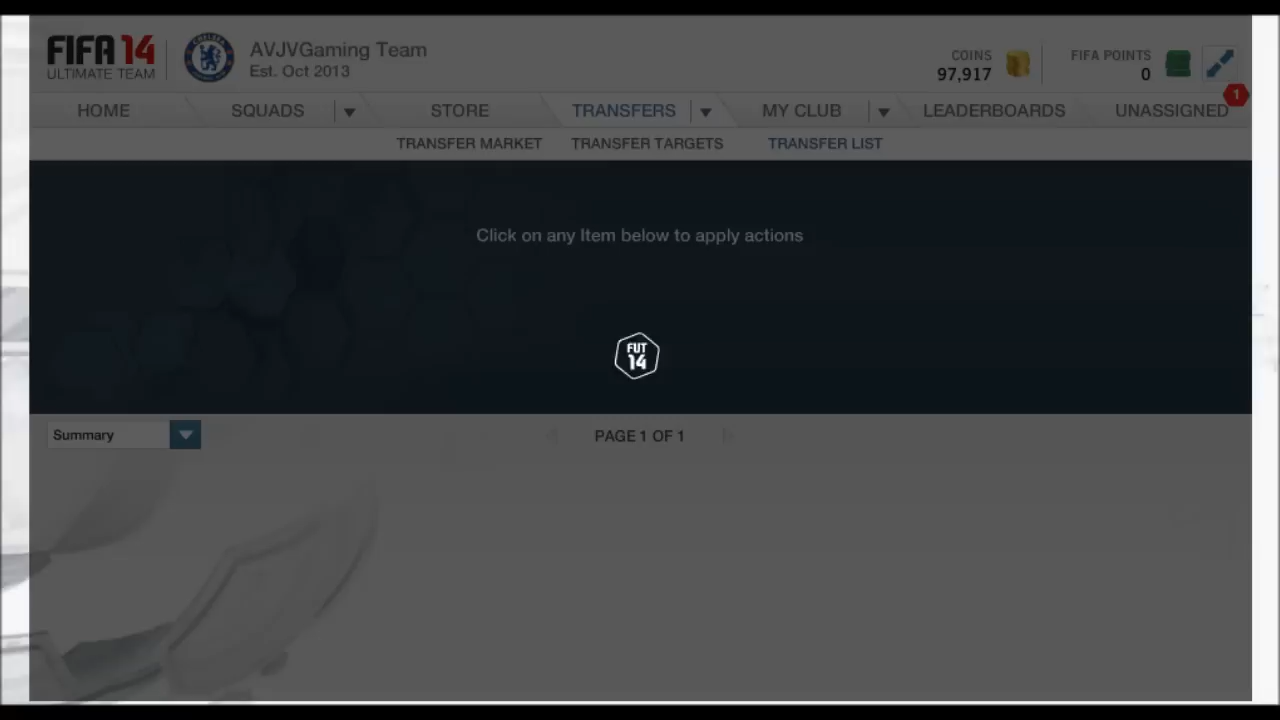 FIFA 14
ULTIMATE TEAM
AVJVGaming Team
Est. Oct 2013
COINS
97,917
FIFA POINTS
0
HOME
SQUADS
STORE
TRANSFERS
MY CLUB
LEADERBOARDS
UNASSIGNED
1
TRANSFER MARKET
TRANSFER TARGETS
TRANSFER LIST
Click on any Item below to apply actions
FUT
14
Summary
PAGE 1 OF 1